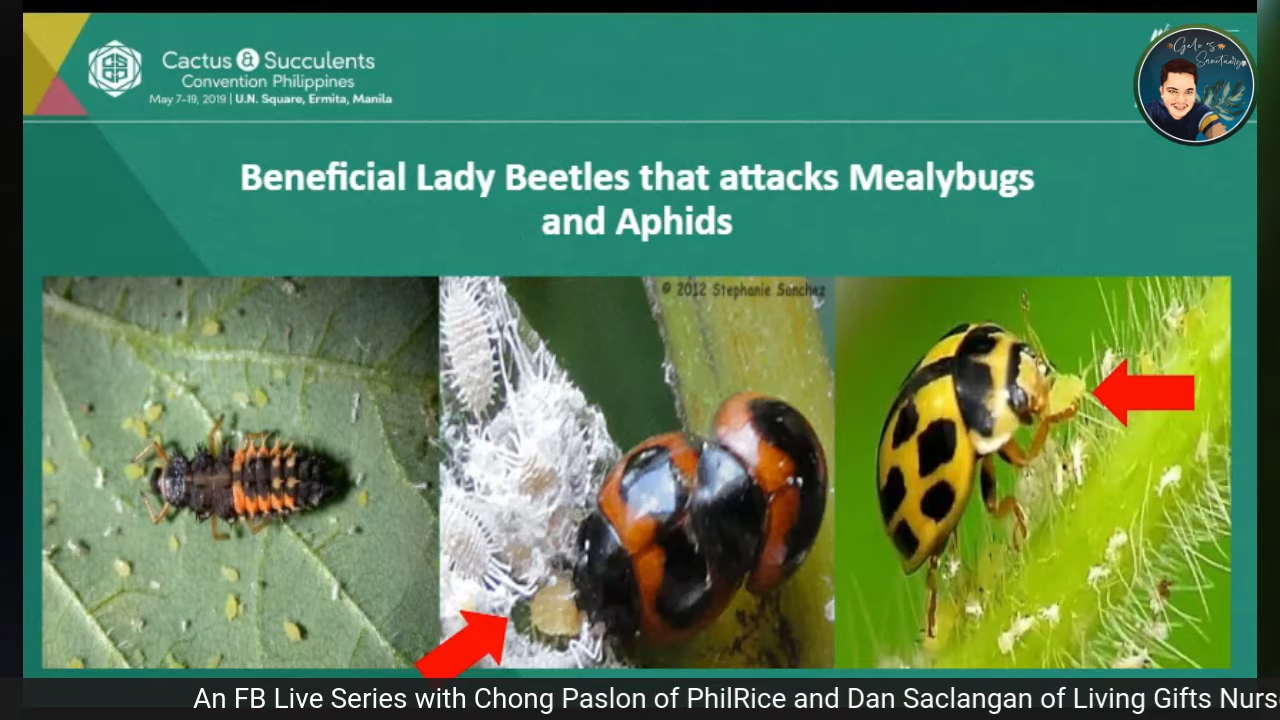 Cactus & Succulents
Convention Philippines
May 7-19, 2019 | U.N. Square, Ermita, Manila
Gelo's
Sanctuary
Beneficial Lady Beetles that attacks Mealybugs
and Aphids
© 2012 Stephanie Sanchez
An FB Live Series with Chong Paslon of PhilRice and Dan Saclangan of Living Gifts Nurs